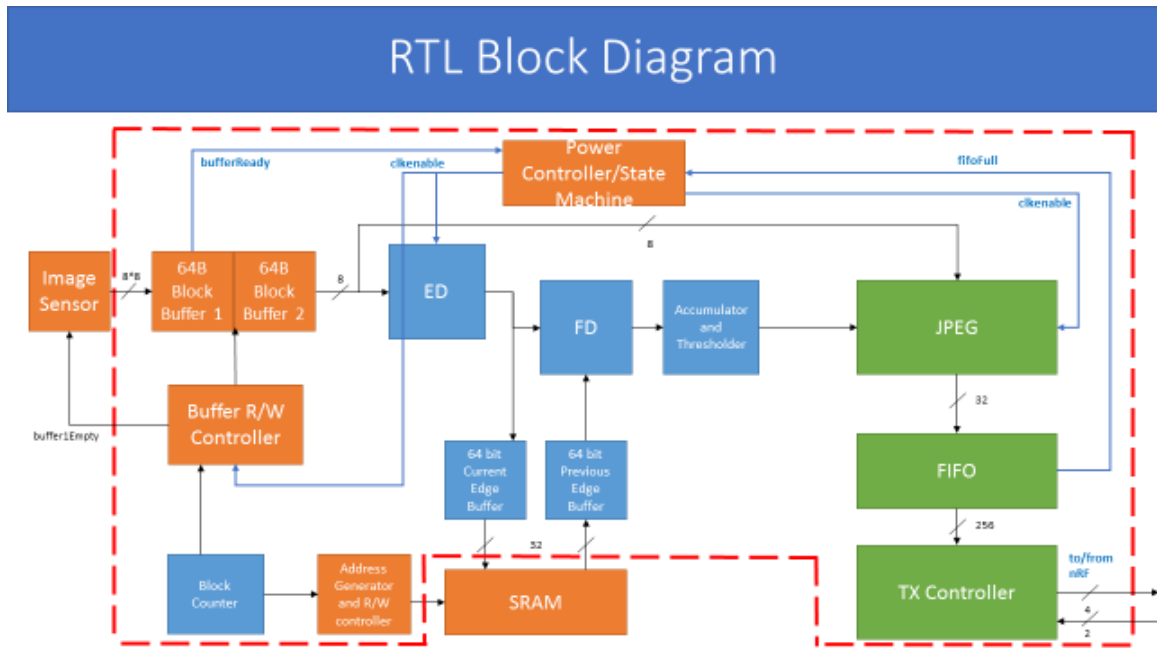 RTL Block Diagram
bufferReady
clkenable
Power
Controller/State
Machine
fifoFull
clkenable
8
Image
Sensor
8*8
64B
Block
Buffer 1
64B
Block
Buffer 2
8
ED
FD
Accumulator
and
Thresholder
JPEG
32
Buffer R/W
Controller
buffer1Empty
64 bit
Current
Edge
Buffer
64 bit
Previous
Edge
Buffer
FIFO
256
32
Block
Counter
Address
Generator
and R/W
controller
SRAM
TX Controller
to/from
nRF
4
2